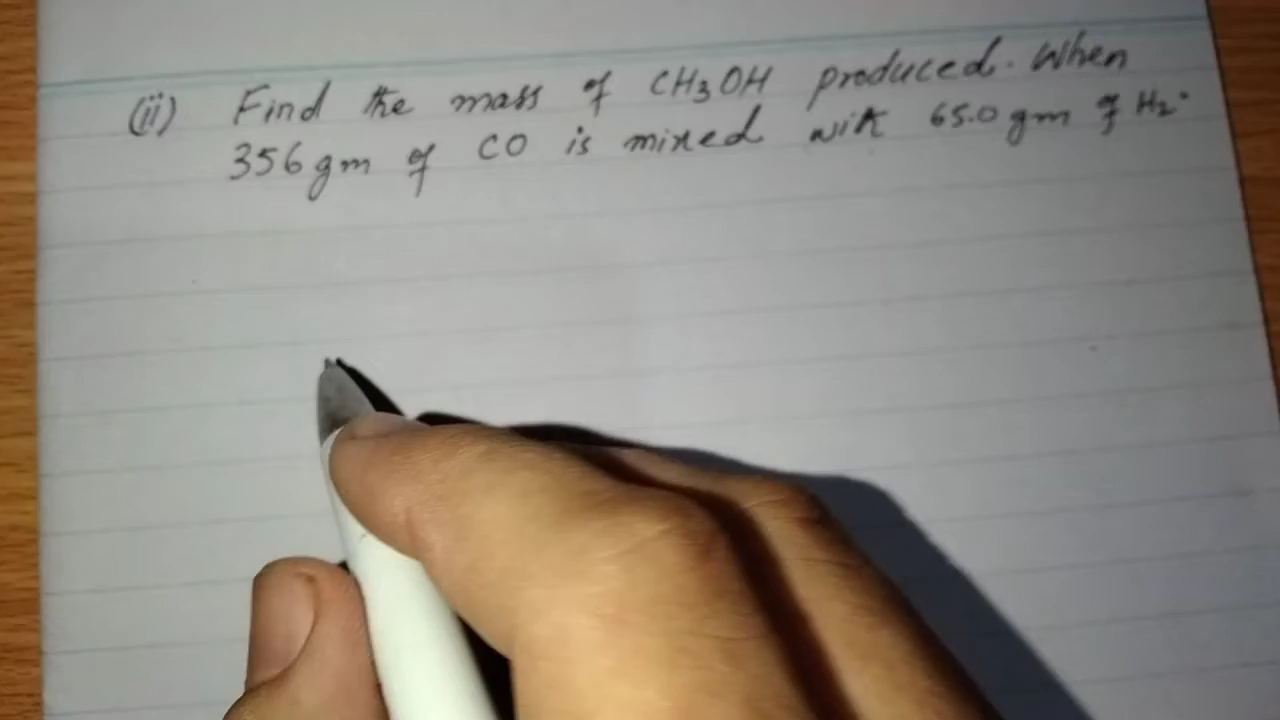 (ii) Find the mass of CH3OH produced. When
356 gm of CO is mixed with 65.0 gm of H2.